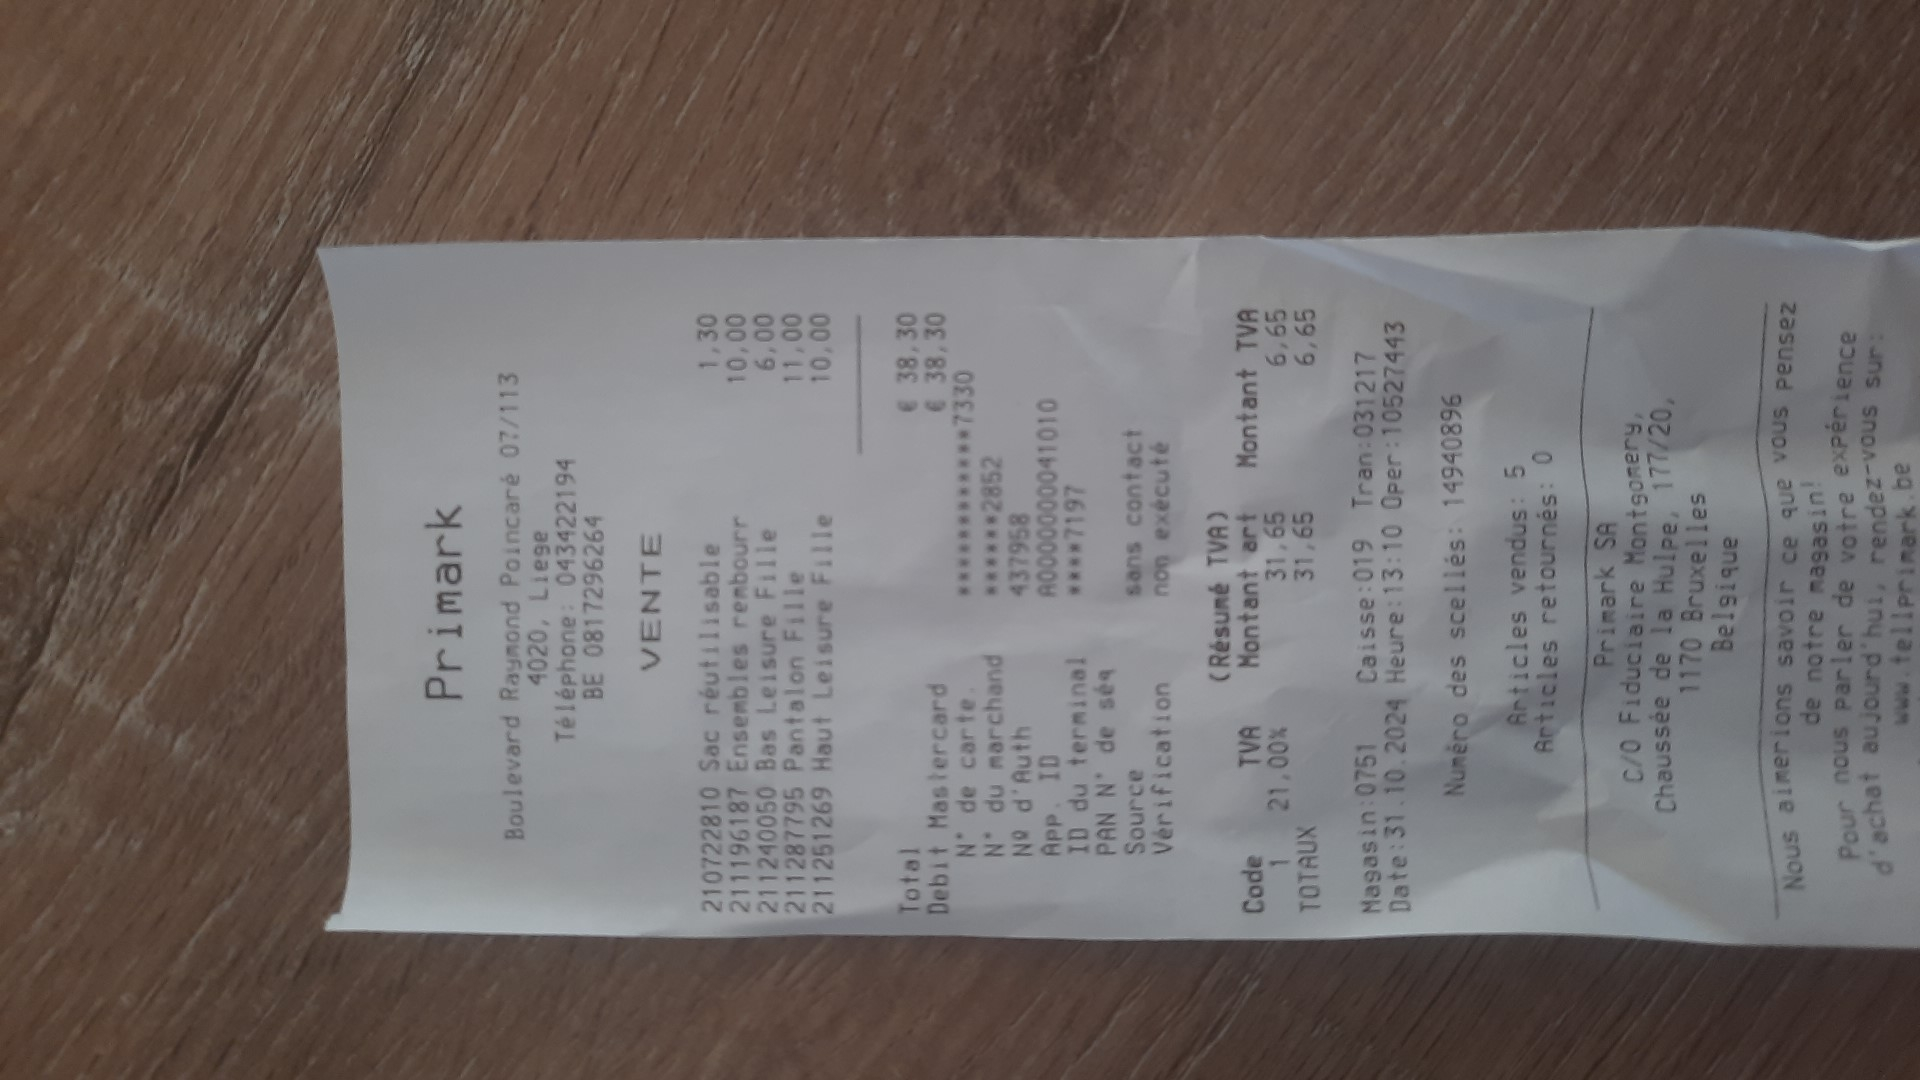 Primark
Boulevard Raymond Poincaré 07/113
4020, Liege
Téléphone: 043422194
BE 0817296264
VENTE
2107722810 Sac réutilisable 1,30
2111196187 Ensembles rembourr 10,00
2111240050 Bas Leisure Fille 6,00
2111287795 Pantalon Fille 11,00
2111251269 Haut Leisure Fille 10,00
Total € 38,30
Debit Mastercard € 38,30
N° de carte. ************7330
N° du marchand ******2852
Nº d'Auth 437958
APP. ID A0000000041010
ID du terminal ****7197
PAN N° de séq
Source sans contact
Vérification non exécuté
(Résumé TVA)
Code TVA Montant art Montant TVA
1 21,00% 31,65 6,65
TOTAUX 31,65 6,65
Magasin:0751 Caisse:019 Tran:031217
Date:31.10.2024 Heure:13:10 Oper:10527443
Numéro des scellés: 14940896
Articles vendus: 5
Articles retournés: 0
Primark SA
C/O Fiduciaire Montgomery,
Chaussée de la Hulpe, 177/20,
1170 Bruxelles
Belgique
Nous aimerions savoir ce que vous pensez
de notre magasin!
Pour nous parler de votre expérience
d'achat aujourd'hui, rendez-vous sur:
www.tellprimark.be